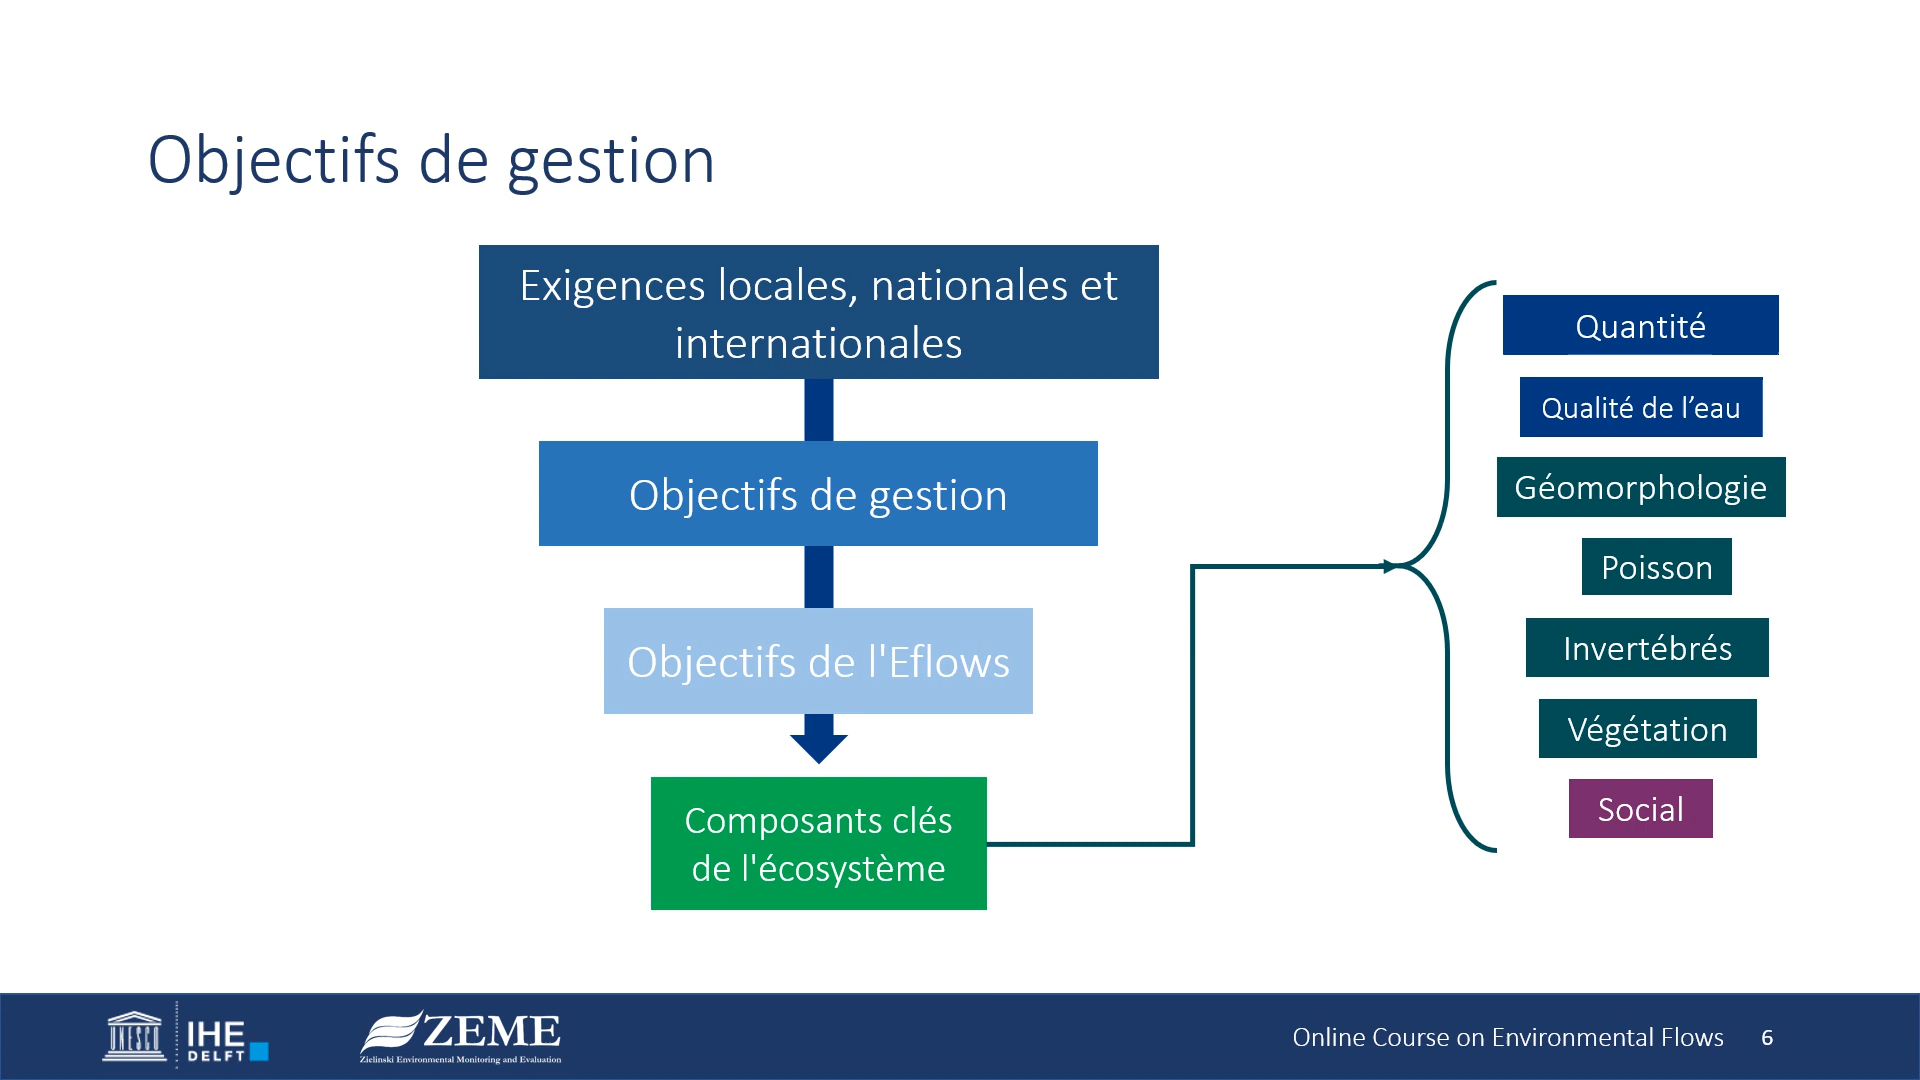 Objectifs de gestion
Exigences locales, nationales et
internationales
Objectifs de gestion
Objectifs de l'Eflows
Composants clés
de l'écosystème
Quantité
Qualité de l’eau
Géomorphologie
Poisson
Invertébrés
Végétation
Social
UNESCO
IHE
DELFT
ZEME
Zielinski Environmental Monitoring and Evaluation
Online Course on Environmental Flows
6